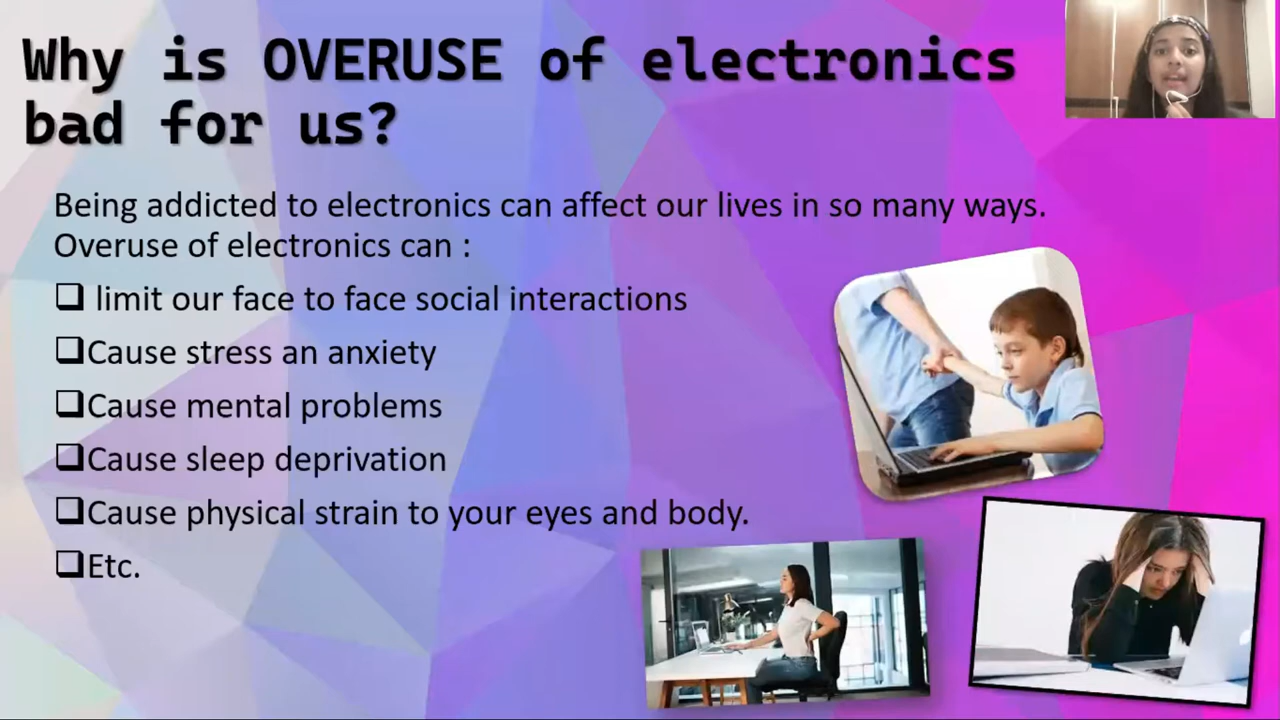 Why is OVERUSE of electronics
bad for us?
Being addicted to electronics can affect our lives in so many ways.
Overuse of electronics can :
limit our face to face social interactions
Cause stress an anxiety
Cause mental problems
Cause sleep deprivation
Cause physical strain to your eyes and body.
Etc.